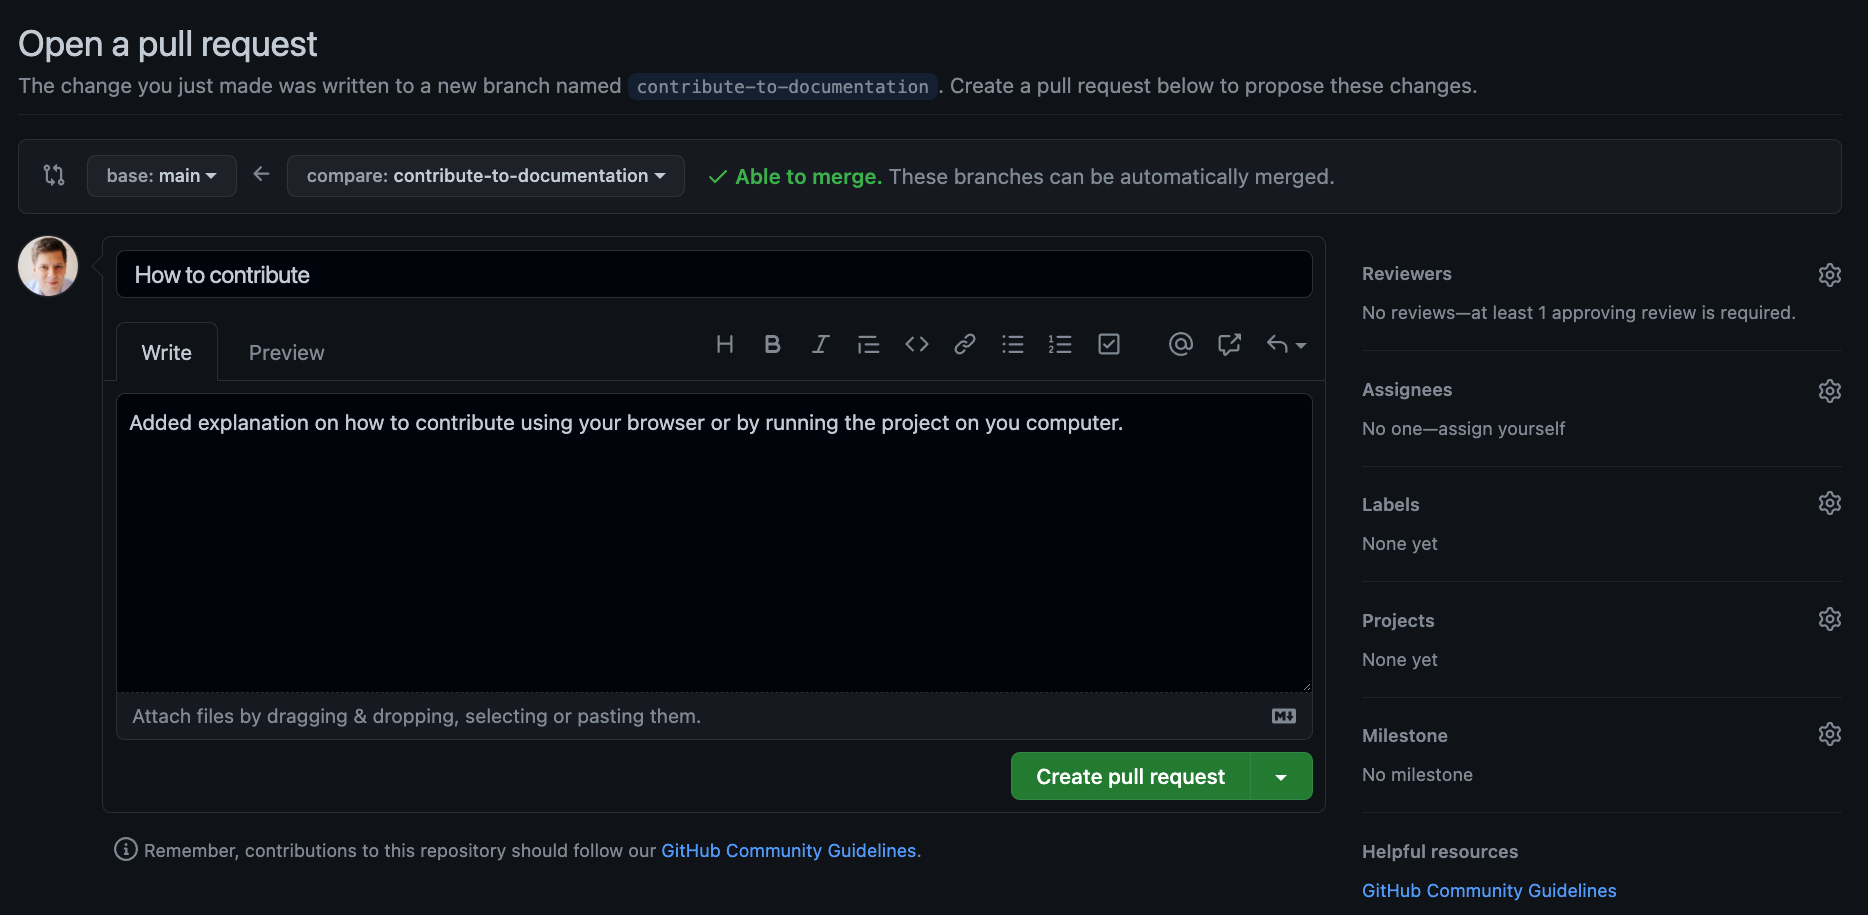 Open a pull request
The change you just made was written to a new branch named contribute-to-documentation. Create a pull request below to propose these changes.
base: main
compare: contribute-to-documentation
Able to merge. These branches can be automatically merged.
How to contribute
Write
Preview
Added explanation on how to contribute using your browser or by running the project on you computer.
Attach files by dragging & dropping, selecting or pasting them.
Create pull request
Remember, contributions to this repository should follow our GitHub Community Guidelines.
Reviewers
No reviews—at least 1 approving review is required.
Assignees
No one—assign yourself
Labels
None yet
Projects
None yet
Milestone
No milestone
Helpful resources
GitHub Community Guidelines